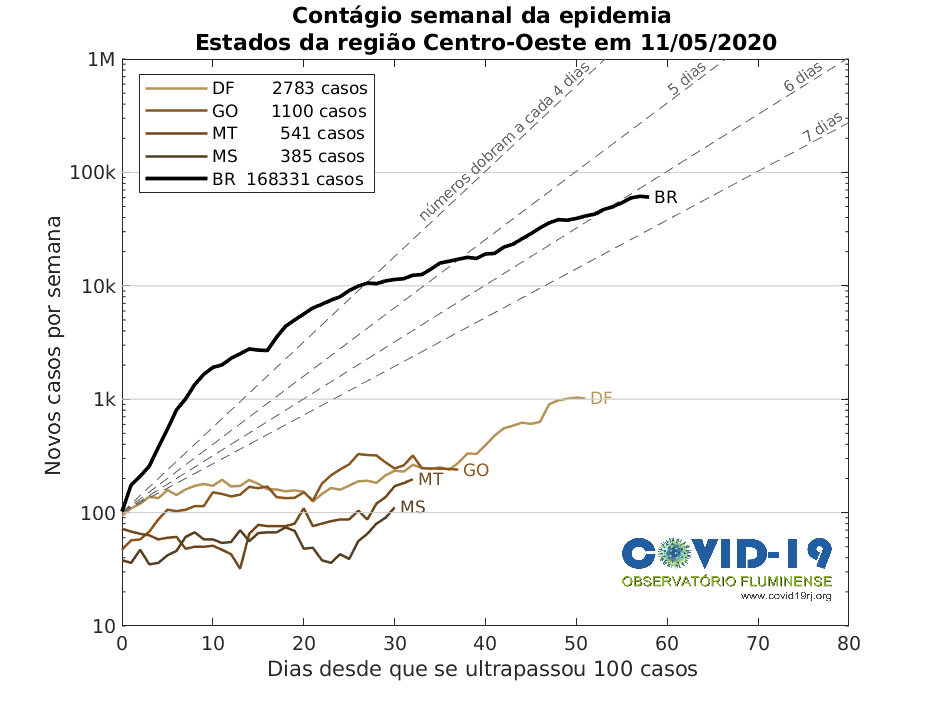 Contágio semanal da epidemia
Estados da região Centro-Oeste em 11/05/2020
1M
100k
10k
1k
100
10
Novos casos por semana
DF 2783 casos
GO 1100 casos
MT 541 casos
MS 385 casos
BR 168331 casos
números dobram a cada 4 dias
5 dias
6 dias
7 dias
BR
DF
GO
MT
MS
COVID-19
OBSERVATÓRIO FLUMINENSE
www.covid19rj.org
0 10 20 30 40 50 60 70 80
Dias desde que se ultrapassou 100 casos